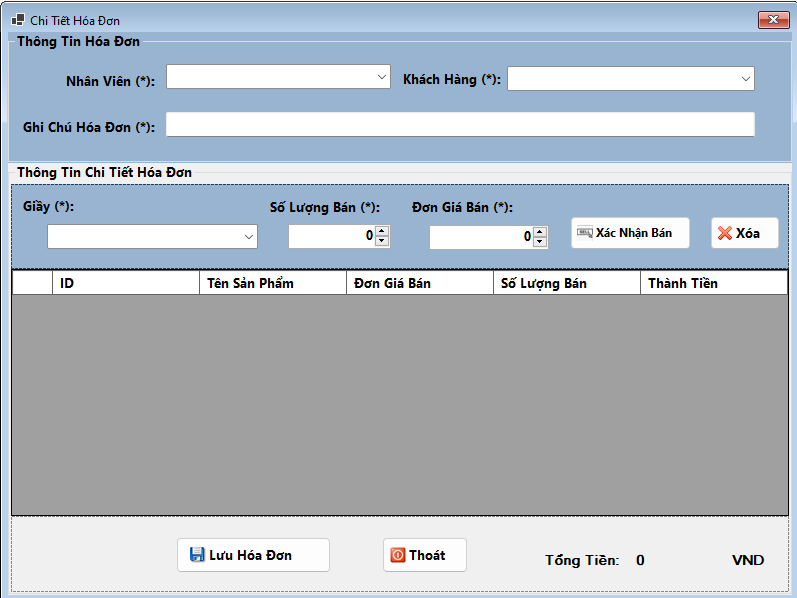 Chi Tiết Hóa Đơn
Thông Tin Hóa Đơn
Nhân Viên (*): Khách Hàng (*):
Ghi Chú Hóa Đơn (*):
Thông Tin Chi Tiết Hóa Đơn
Giầy (*): Số Lượng Bán (*): Đơn Giá Bán (*):
0 0 Xác Nhận Bán Xóa
ID Tên Sản Phẩm Đơn Giá Bán Số Lượng Bán Thành Tiền
Lưu Hóa Đơn Thoát Tổng Tiền: 0 VND